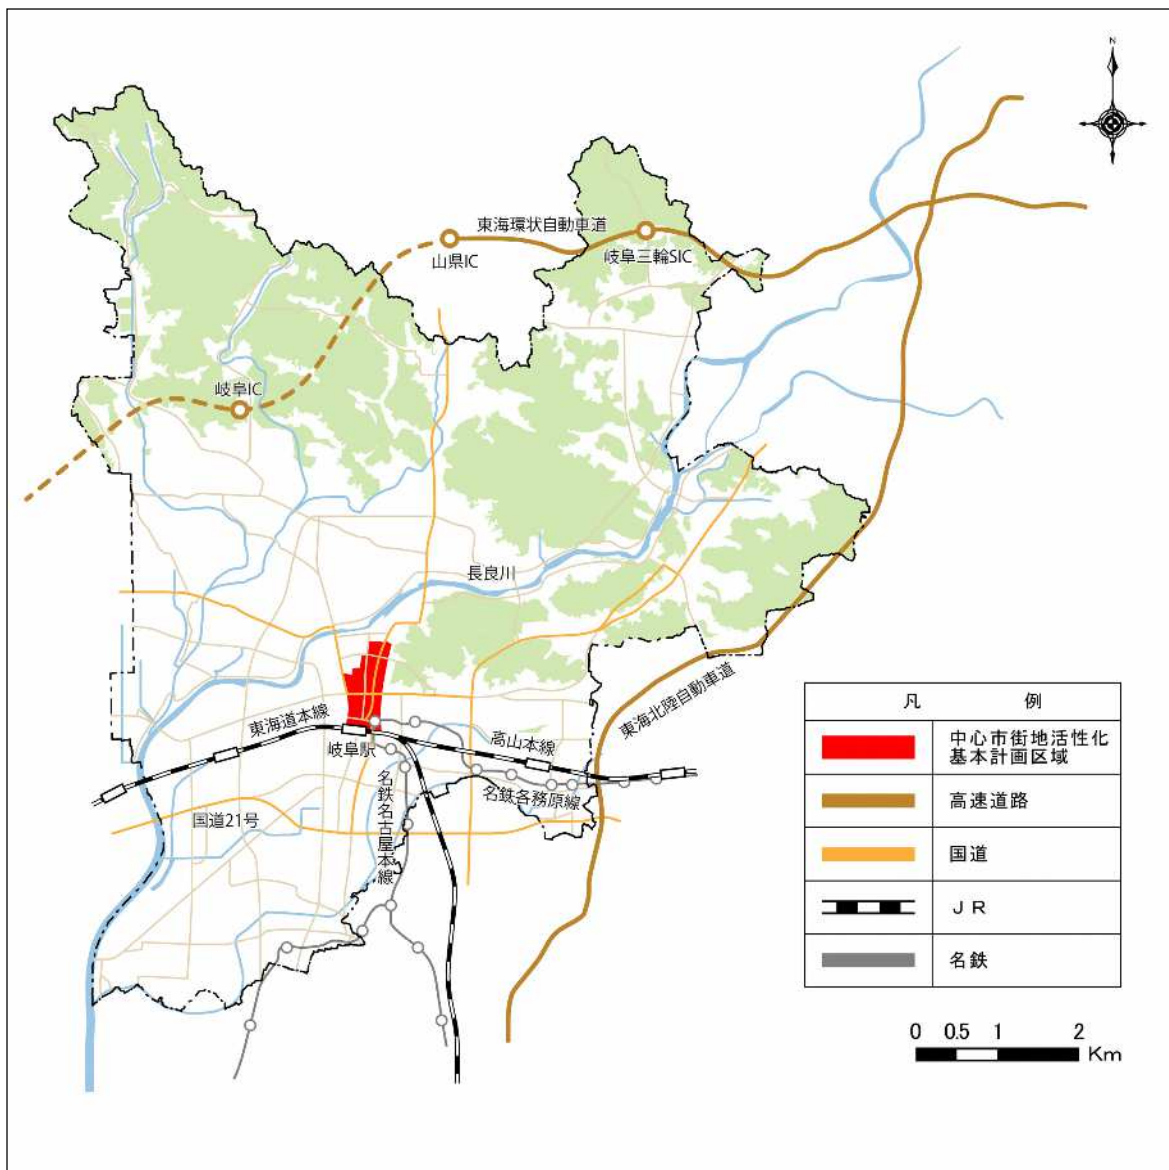 N
東海環状自動車道
山県IC
岐阜三輪SIC
岐阜IC
長良川
東海道本線
岐阜駅
高山本線
東海北陸自動車道
名鉄各務原線
名鉄名古屋本線
国道21号
凡 例
中心市街地活性化
基本計画区域
高速道路
国道
JR
名鉄
0 0.5 1 2
Km